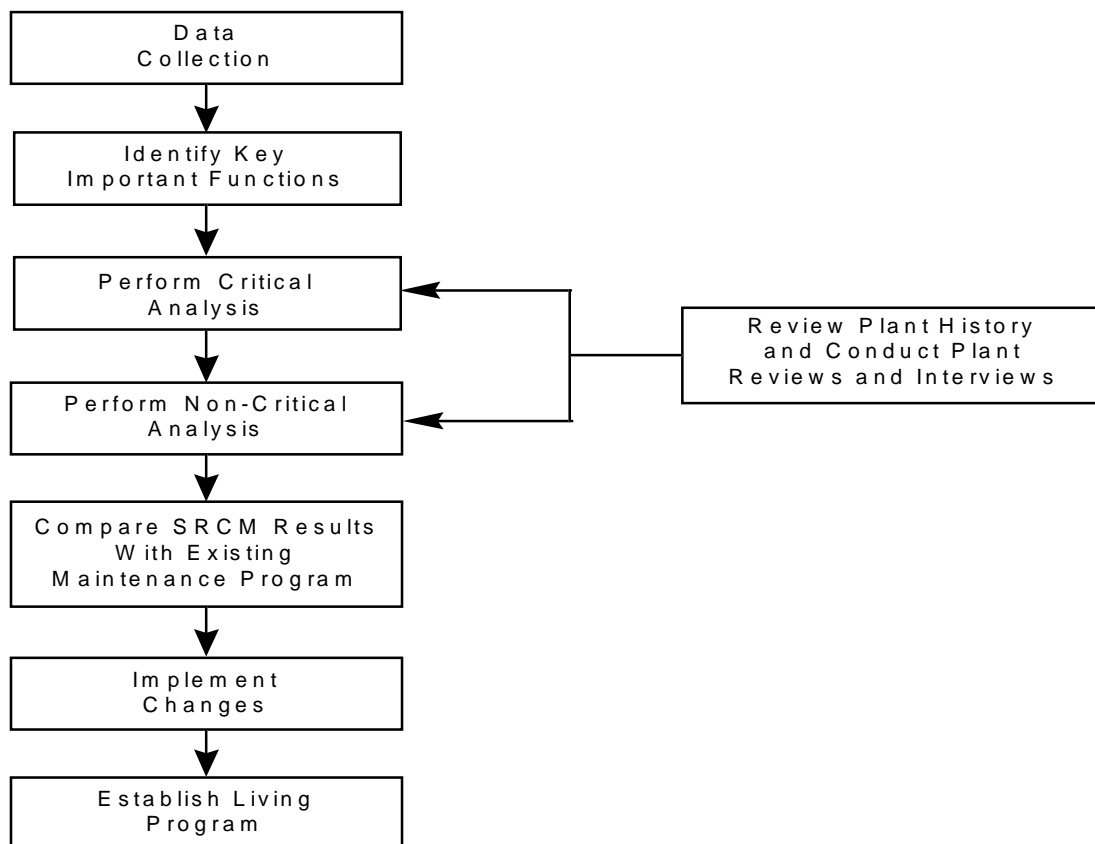 Data
Collection
Identify Key
Important Functions
Perform Critical
Analysis
Review Plant History
and Conduct Plant
Reviews and Interviews
Perform Non-Critical
Analysis
Compare SRCM Results
With Existing
Maintenance Program
Implement
Changes
Establish Living
Program